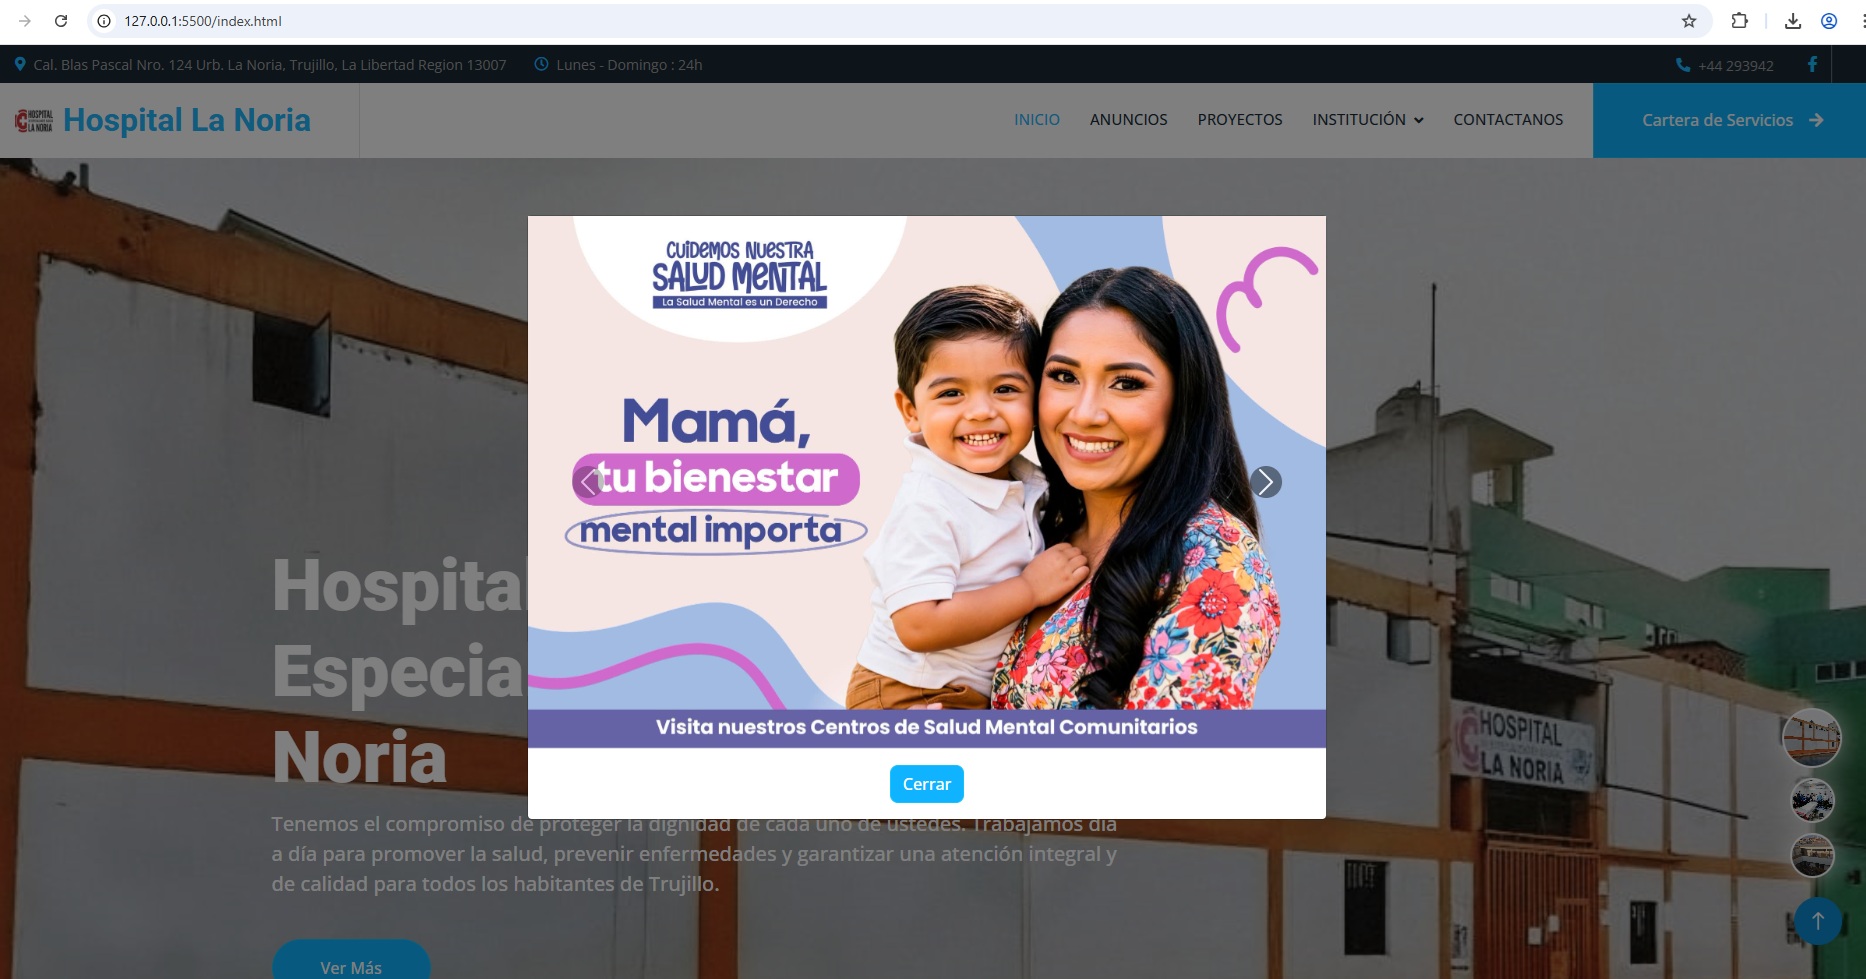 127.0.0.1:5500/index.html
Cal. Blas Pascal Nro. 124 Urb. La Noria, Trujillo, La Libertad Region 13007
Lunes - Domingo : 24h
+44 293942
HOSPITAL
LA NORIA
Hospital La Noria
INICIO
ANUNCIOS
PROYECTOS
INSTITUCIÓN
CONTACTANOS
Cartera de Servicios
CUIDEMOS NUESTRA
SALUD MENTAL
La Salud Mental es un Derecho
Mamá,
tu bienestar
mental importa
Visita nuestros Centros de Salud Mental Comunitarios
Cerrar
Hospital
Especia
Noria
Tenemos el compromiso de proteger la dignidad de cada uno de ustedes. Trabajamos día
a día para promover la salud, prevenir enfermedades y garantizar una atención integral y
de calidad para todos los habitantes de Trujillo.
Ver Más
HOSPITAL
LA NORIA